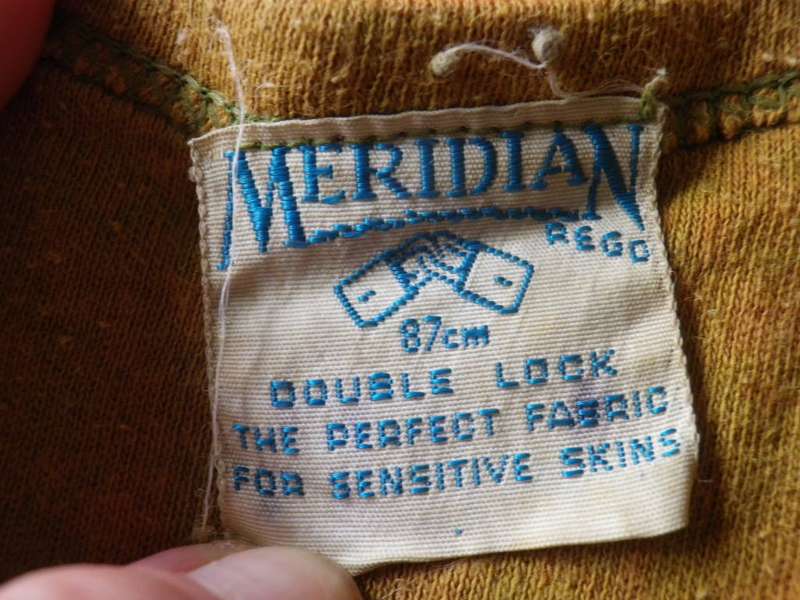 MERIDIAN
REGD
87cm
DOUBLE LOCK
THE PERFECT FABRIC
FOR SENSITIVE SKINS